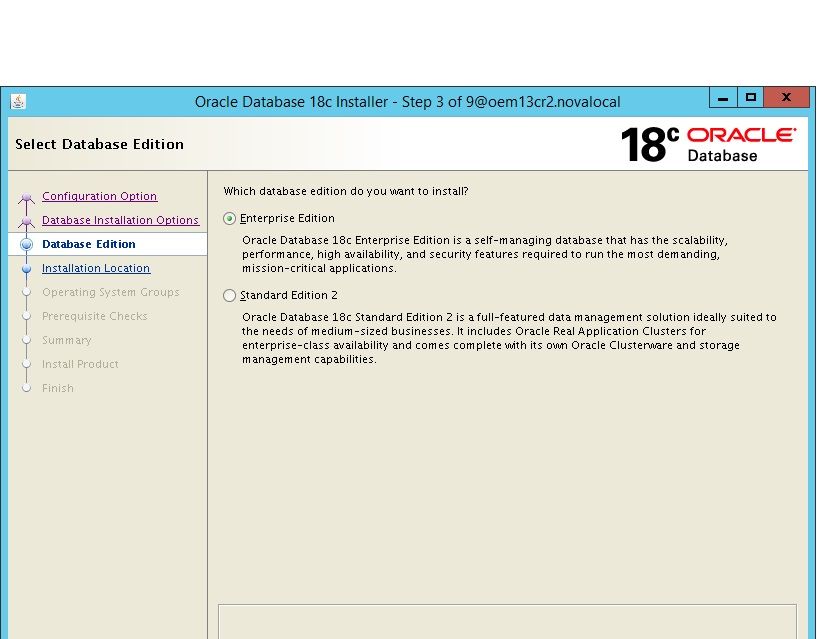 Oracle Database 18c Installer - Step 3 of 9@oem13cr2.novalocal
Select Database Edition
18c ORACLE
Database
Configuration Option
Database Installation Options
Database Edition
Installation Location
Operating System Groups
Prerequisite Checks
Summary
Install Product
Finish
Which database edition do you want to install?
Enterprise Edition
Oracle Database 18c Enterprise Edition is a self-managing database that has the scalability,
performance, high availability, and security features required to run the most demanding,
mission-critical applications.
Standard Edition 2
Oracle Database 18c Standard Edition 2 is a full-featured data management solution ideally suited to
the needs of medium-sized businesses. It includes Oracle Real Application Clusters for
enterprise-class availability and comes complete with its own Oracle Clusterware and storage
management capabilities.